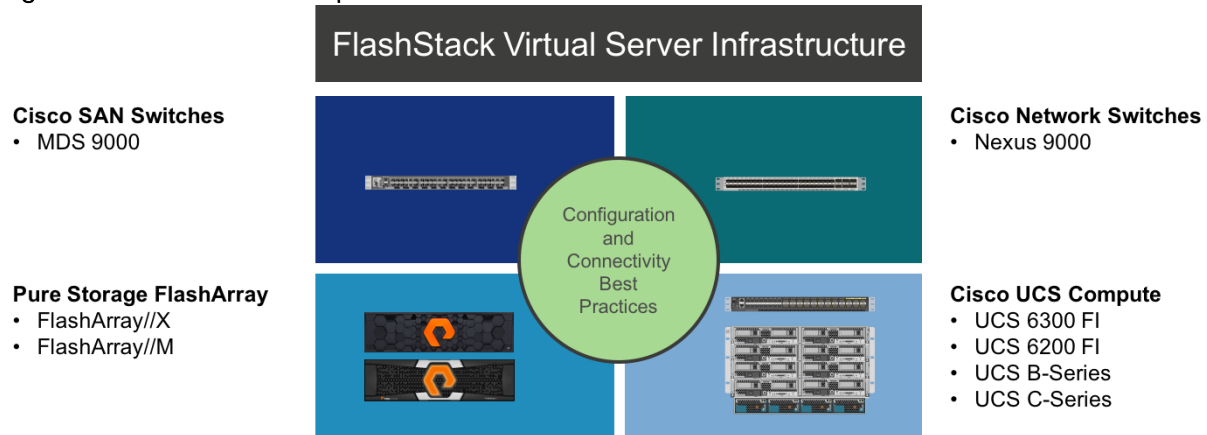 FlashStack Virtual Server Infrastructure
Cisco SAN Switches
• MDS 9000
Cisco Network Switches
• Nexus 9000
Configuration
and
Connectivity
Best
Practices
Pure Storage FlashArray
• FlashArray//X
• FlashArray//M
Cisco UCS Compute
• UCS 6300 FI
• UCS 6200 FI
• UCS B-Series
• UCS C-Series